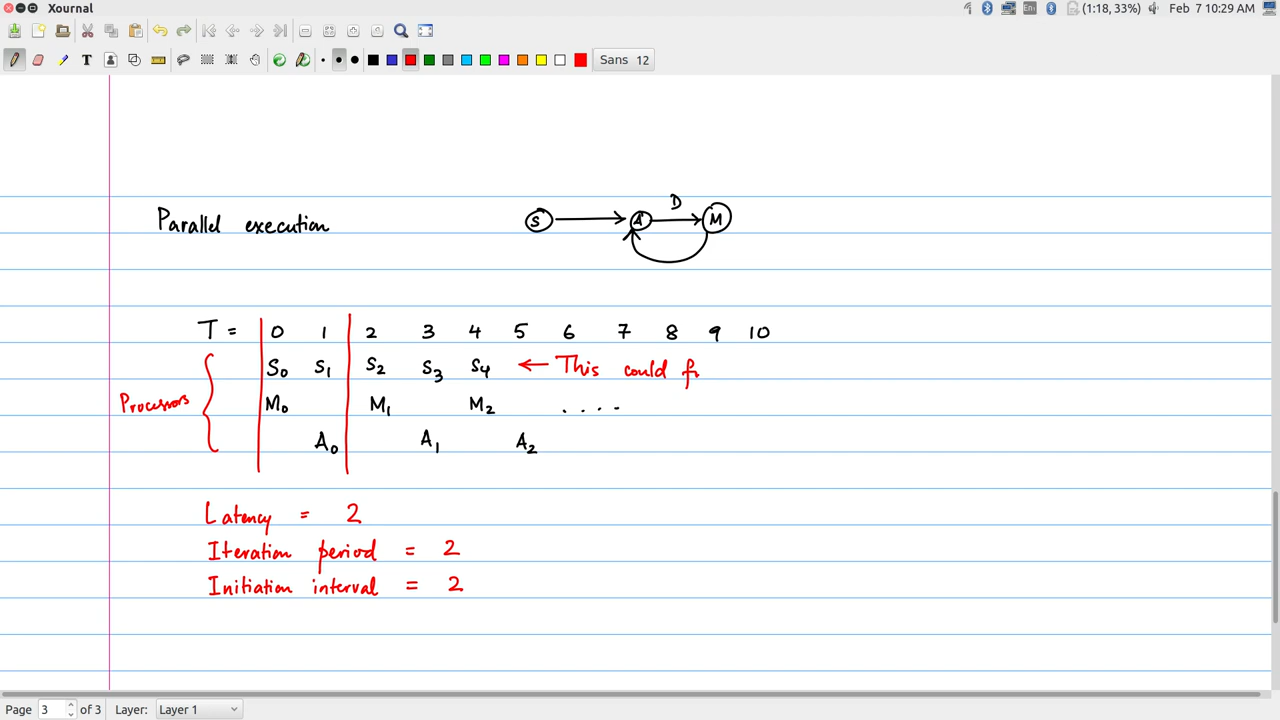 Xournal
(1:18, 33%)
Feb 7 10:29 AM
Sans 12
Parallel execution
S A D M
T = 0 1 2 3 4 5 6 7 8 9 10
S0 S1 S2 S3 S4 ← This could
Processors
M0 M1 M2 ....
A0 A1 A2
Latency = 2
Iteration period = 2
Initiation interval = 2
Page 3 of 3 Layer: Layer 1